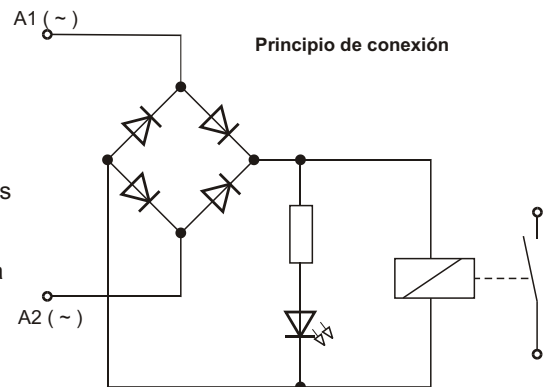 A1 ( ~ )
Principio de conexión
s
a
A2 ( ~ )